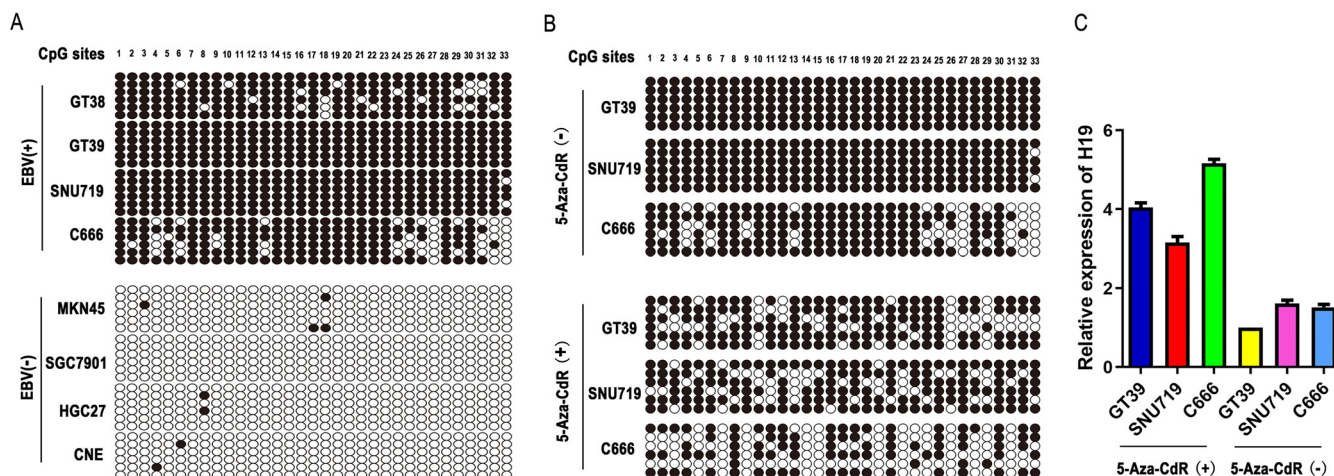 A
CpG sites 1 2 3 4 5 6 7 8 9 10 11 12 13 14 15 16 17 18 19 20 21 22 23 24 25 26 27 28 29 30 31 32 33
EBV(+)
GT38
GT39
SNU719
C666
EBV(-)
MKN45
SGC7901
HGC27
CNE
B
CpG sites
1 2 3 4 5 6 7 8 9 10 11 12 13 14 15 16 17 18 19 20 21 22 23 24 25 26 27 28 29 30 31 32 33
5-Aza-CdR (-)
GT39
SNU719
C666
5-Aza-CdR (+)
GT39
SNU719
C666
C
Relative expression of H19
6
4
2
0
GT39
SNU719
C666
GT39
SNU719
C666
5-Aza-CdR (+) 5-Aza-CdR (-)